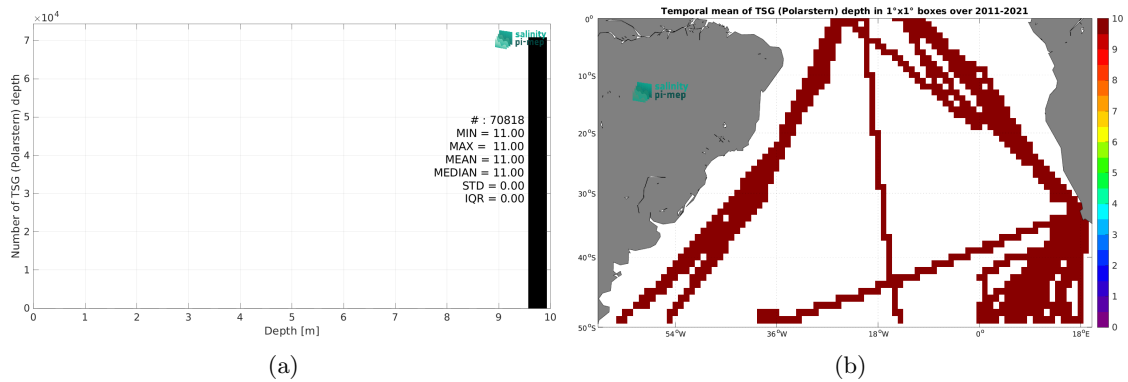 ×10⁴
7
6
5
4
3
2
1
0
Number of TSG (Polarstern) depth
salinity
pi-mep
# : 70818
MIN = 11.00
MAX = 11.00
MEAN = 11.00
MEDIAN = 11.00
STD = 0.00
IQR = 0.00
0 1 2 3 4 5 6 7 8 9 10
Depth [m]
(a)
Temporal mean of TSG (Polarstern) depth in 1°x1° boxes over 2011-2021
0°
10°S
20°S
30°S
40°S
50°S
salinity
pi-mep
54°W 36°W 18°W 0° 18°E
10
9
8
7
6
5
4
3
2
1
0
(b)